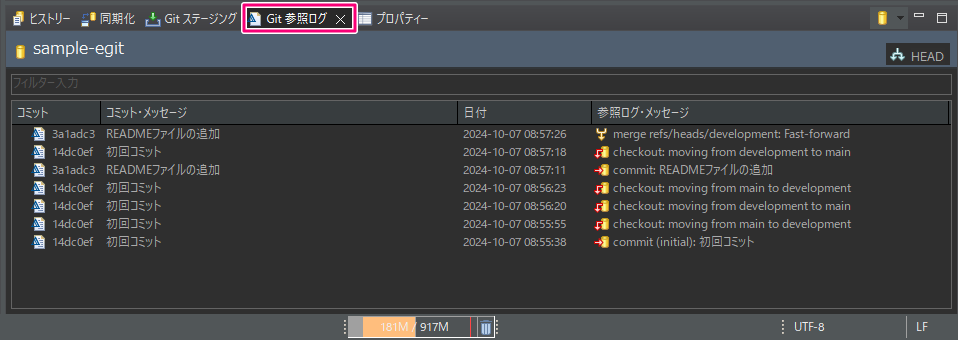 ヒストリー 同期化 Git ステージング Git 参照ログ プロパティー
sample-egit
HEAD
フィルター入力
コミット コミット・メッセージ 日付 参照ログ・メッセージ
3a1adc3 READMEファイルの追加 2024-10-07 08:57:26 merge refs/heads/development: Fast-forward
14dc0ef 初回コミット 2024-10-07 08:57:18 checkout: moving from development to main
3a1adc3 READMEファイルの追加 2024-10-07 08:57:11 commit: READMEファイルの追加
14dc0ef 初回コミット 2024-10-07 08:56:23 checkout: moving from main to development
14dc0ef 初回コミット 2024-10-07 08:56:20 checkout: moving from development to main
14dc0ef 初回コミット 2024-10-07 08:55:55 checkout: moving from main to development
14dc0ef 初回コミット 2024-10-07 08:55:38 commit (initial): 初回コミット
181M / 917M UTF-8 LF